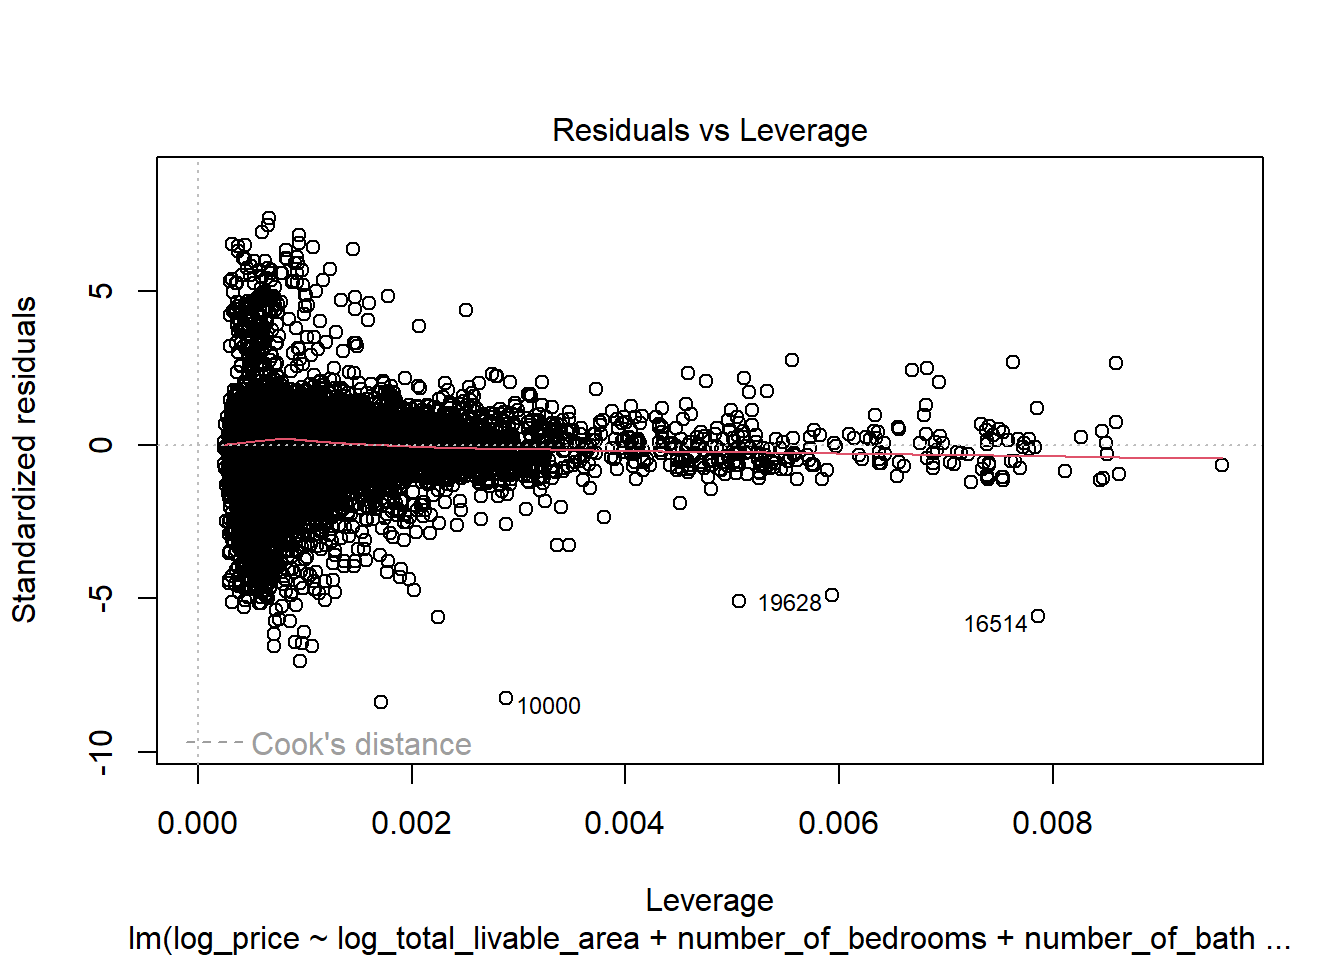 Residuals vs Leverage
Standardized residuals
5
0
-5
-10
19628
16514
10000
Cook's distance
0.000 0.002 0.004 0.006 0.008
Leverage
lm(log_price ~ log_total_livable_area + number_of_bedrooms + number_of_bath ...